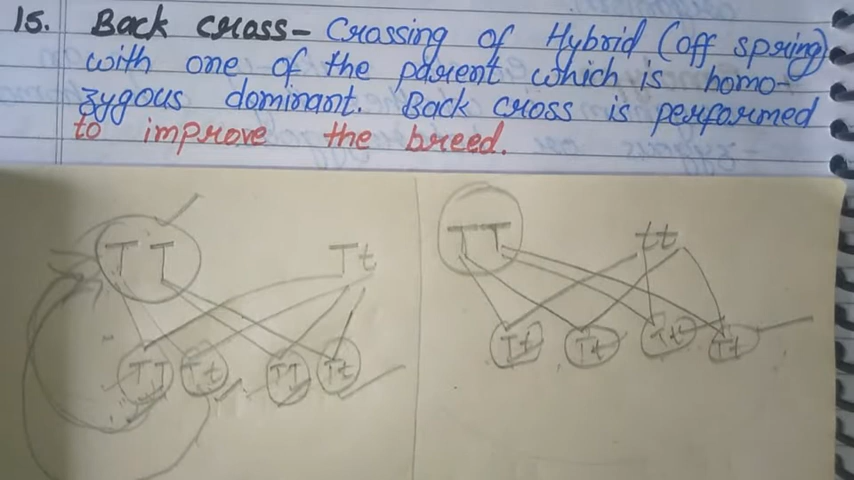 15. Back cross- Crossing of Hybrid (off spring)
with one of the parent which is homo-
zygous dominant. Back cross is performed
to improve the breed.
TT Tt
TT Tt TT Tt
TT tt
Tt Tt Tt Tt